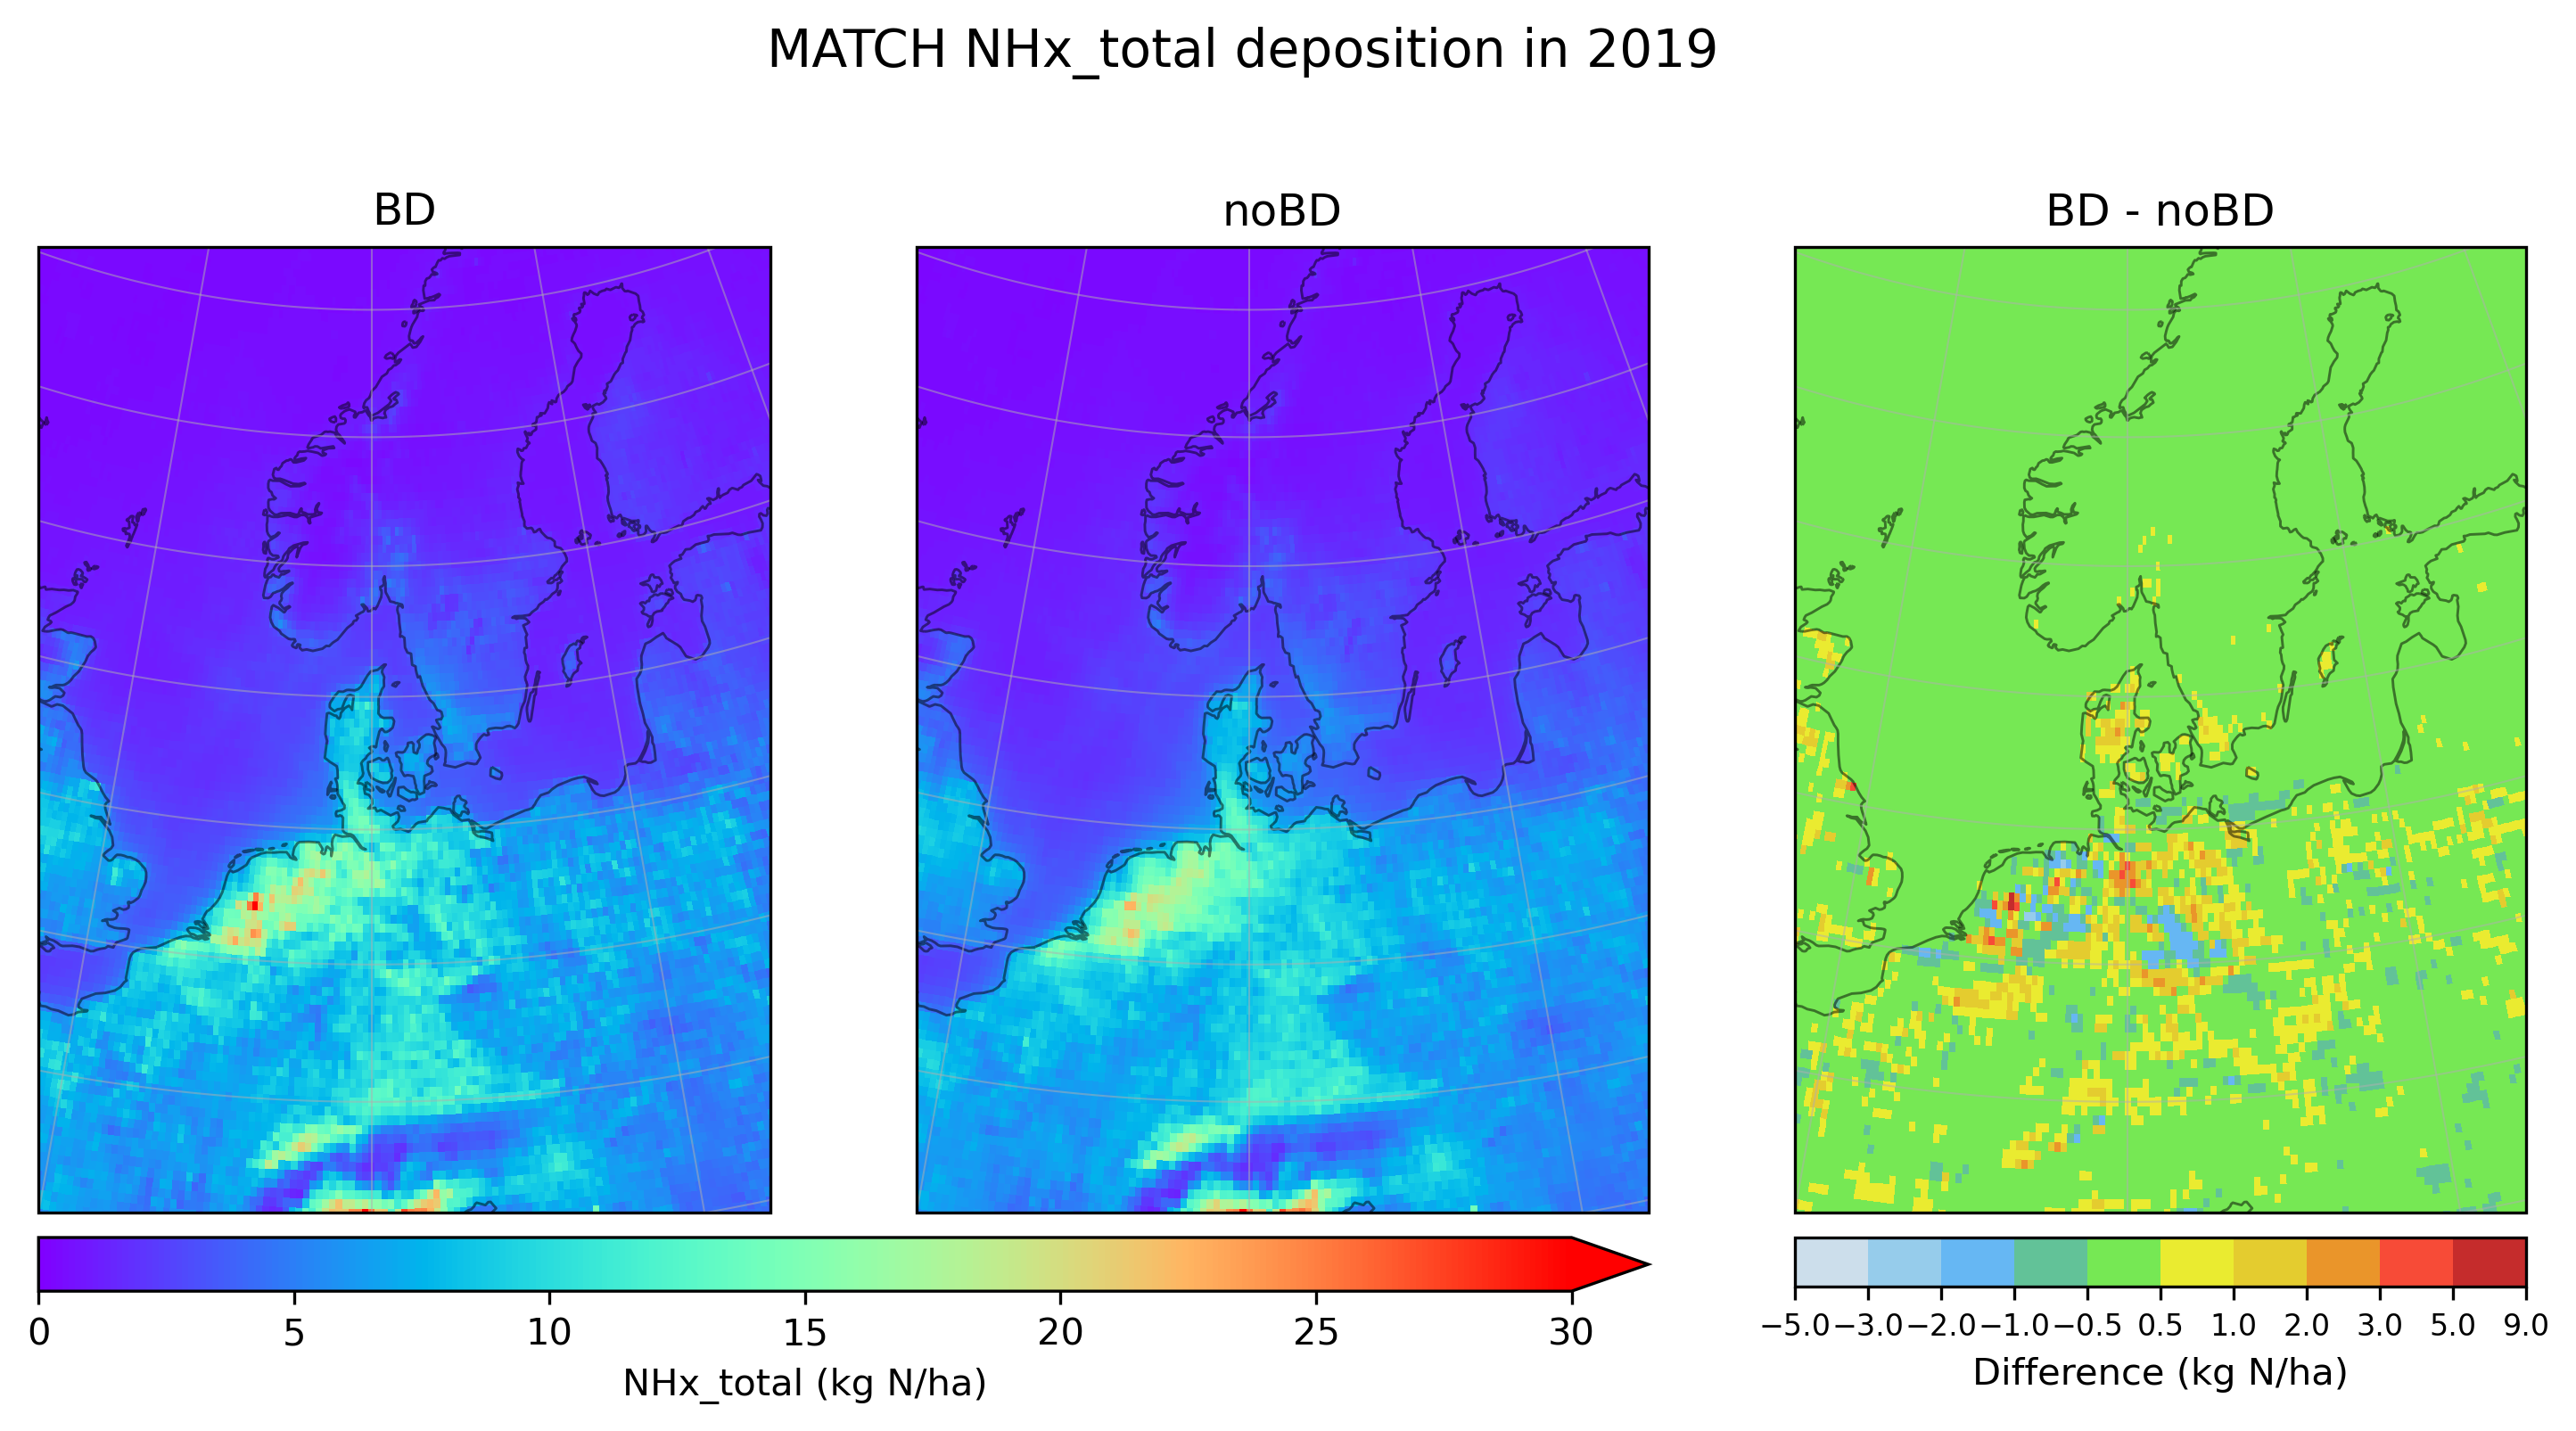 MATCH NHx_total deposition in 2019
BD
noBD
BD - noBD
0 5 10 15 20 25 30
NHx_total (kg N/ha)
−5.0 −3.0 −2.0 −1.0 −0.5 0.5 1.0 2.0 3.0 5.0 9.0
Difference (kg N/ha)